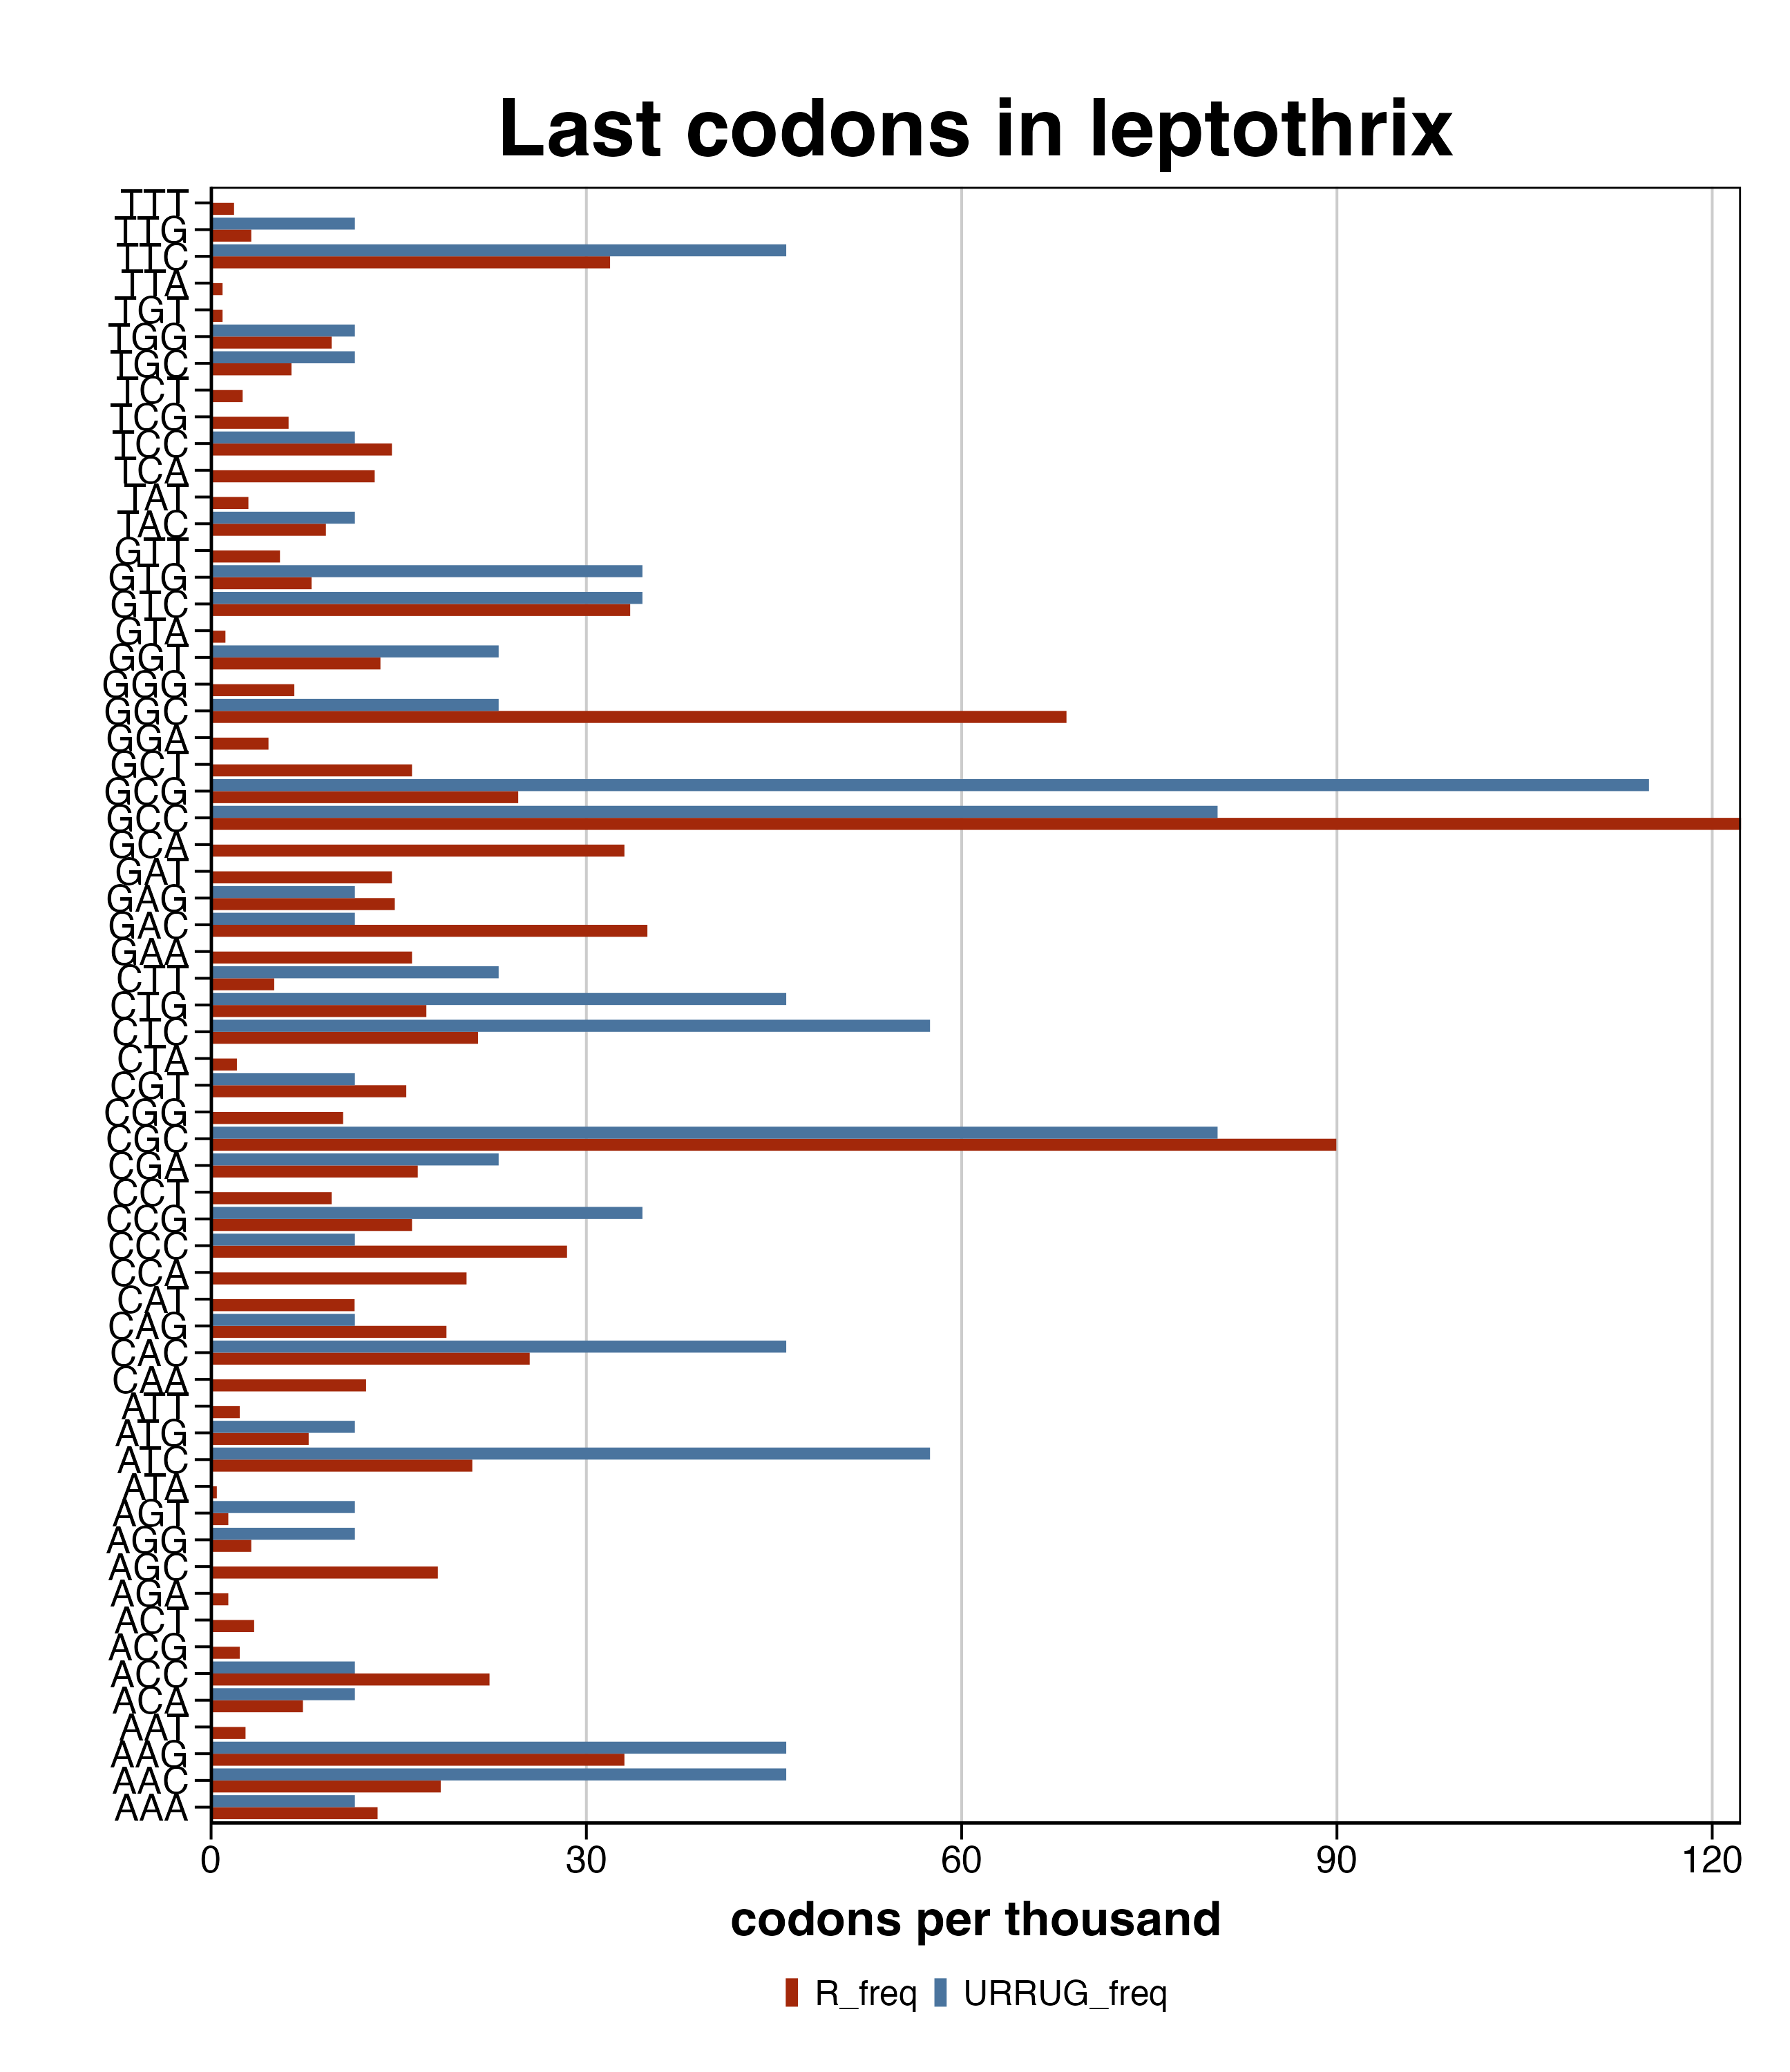 Last codons in leptothrix
TTT
TTG
TTC
TTA
TGT
TGG
TGC
TCT
TCG
TCC
TCA
TAT
TAC
GTT
GTG
GTC
GTA
GGT
GGG
GGC
GGA
GCT
GCG
GCC
GCA
GAT
GAG
GAC
GAA
CTT
CTG
CTC
CTA
CGT
CGG
CGC
CGA
CCT
CCG
CCC
CCA
CAT
CAG
CAC
CAA
ATT
ATG
ATC
ATA
AGT
AGG
AGC
AGA
ACT
ACG
ACC
ACA
AAT
AAG
AAC
AAA
0 30 60 90 120
codons per thousand
R_freq URRUG_freq